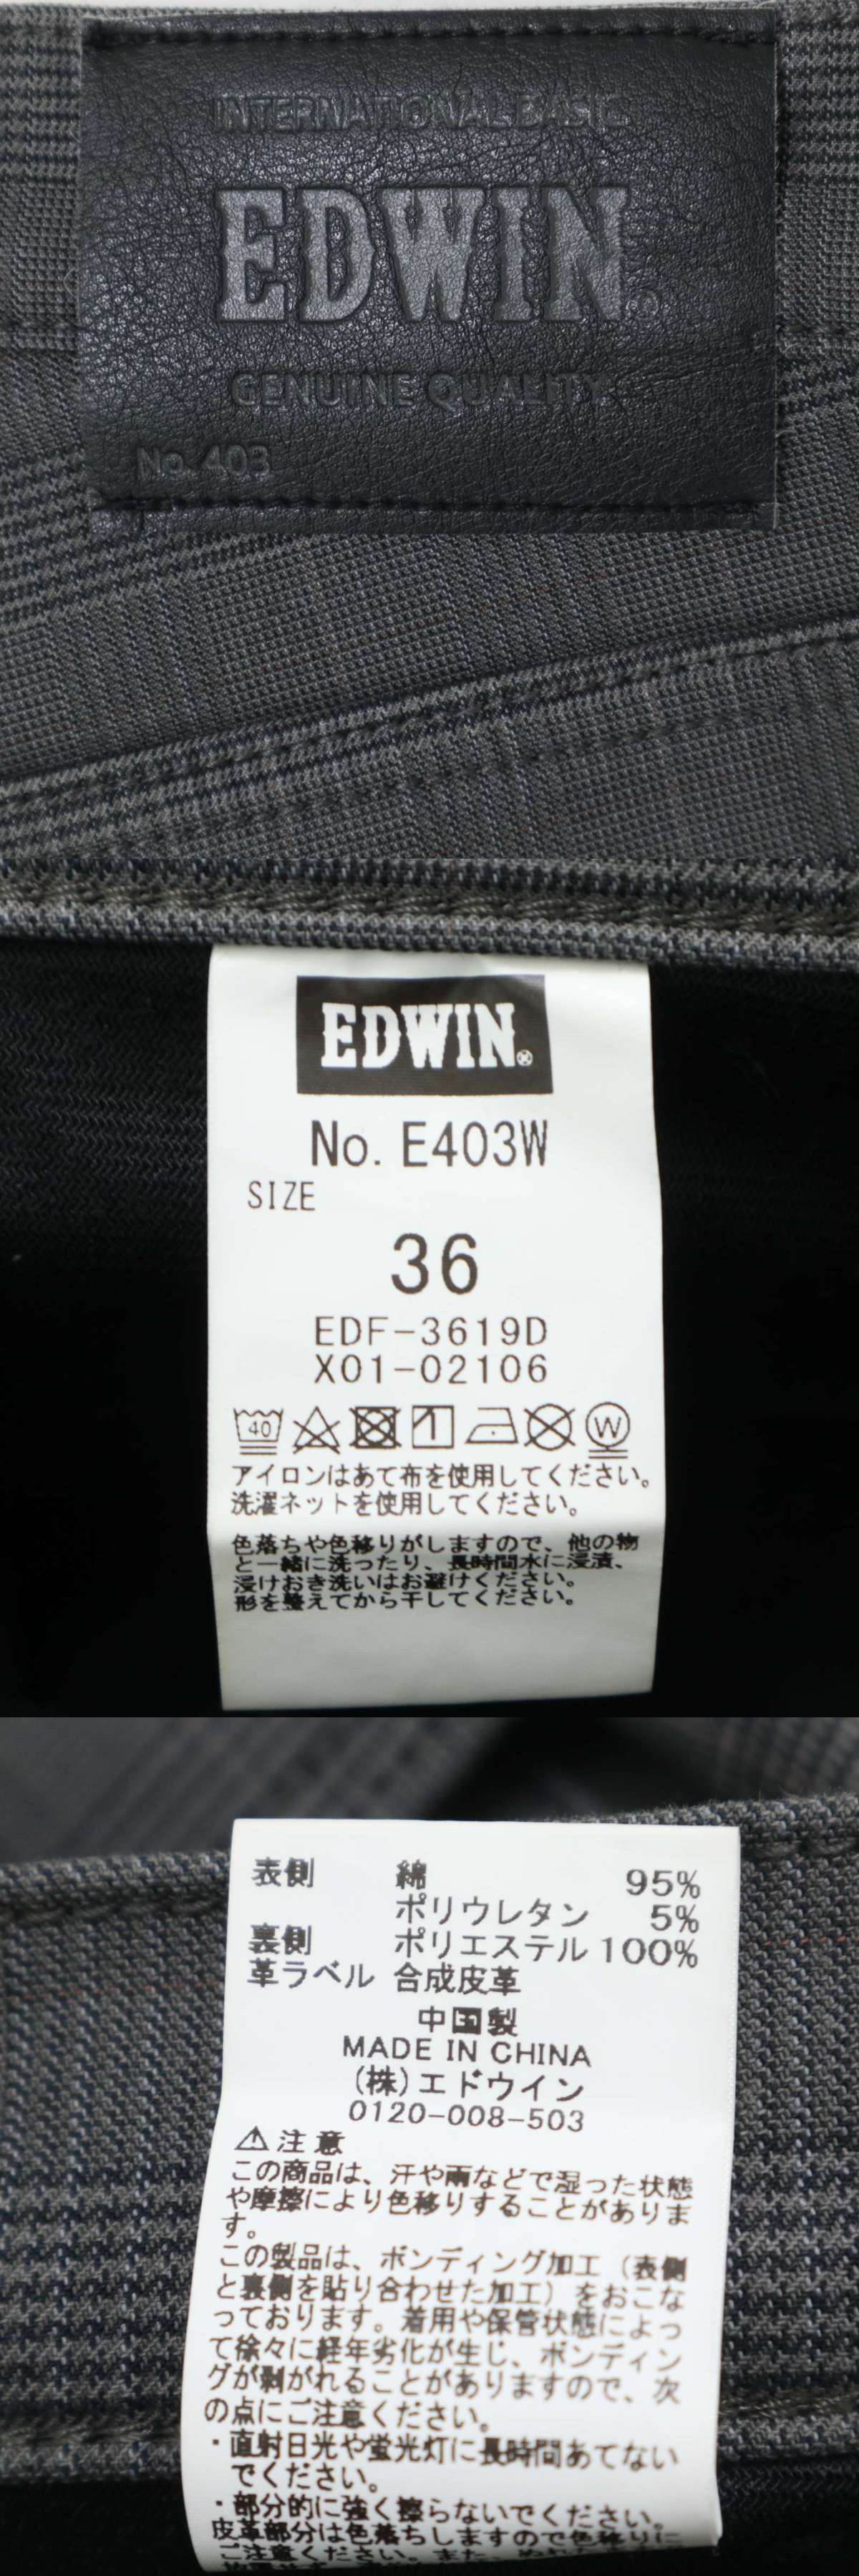 INTERNATIONAL BASIC
EDWIN®
GENUINE QUALITY
No. 403
EDWIN®
No. E403W
SIZE
36
EDF-3619D
X01-02106
40
W
アイロンはあて布を使用してください。
洗濯ネットを使用してください。
色落ちや色移りがしますので、他の物
と一緒に洗ったり、長時間水に浸漬、
浸けおき洗いはお避けください。
形を整えてから干してください。
表側 綿 95%
ポリウレタン 5%
裏側 ポリエステル 100%
革ラベル 合成皮革
中国製
MADE IN CHINA
(株)エドウイン
0120-008-503
⚠注意
この商品は、汗や雨などで湿った状態
や摩擦により色移りすることがありま
す。
この製品は、ボンディング加工（表側
と裏側を貼り合わせた加工）をおこな
っております。着用や保管状態によっ
て徐々に経年劣化が生じ、ボンディン
グが剥がれることがありますので、次
の点にご注意ください。
・直射日光や蛍光灯に長時間あてない
でください。
・部分的に強く擦らないでください。
皮革部分は色落ちしますので色移りに
ご注意ください。また、